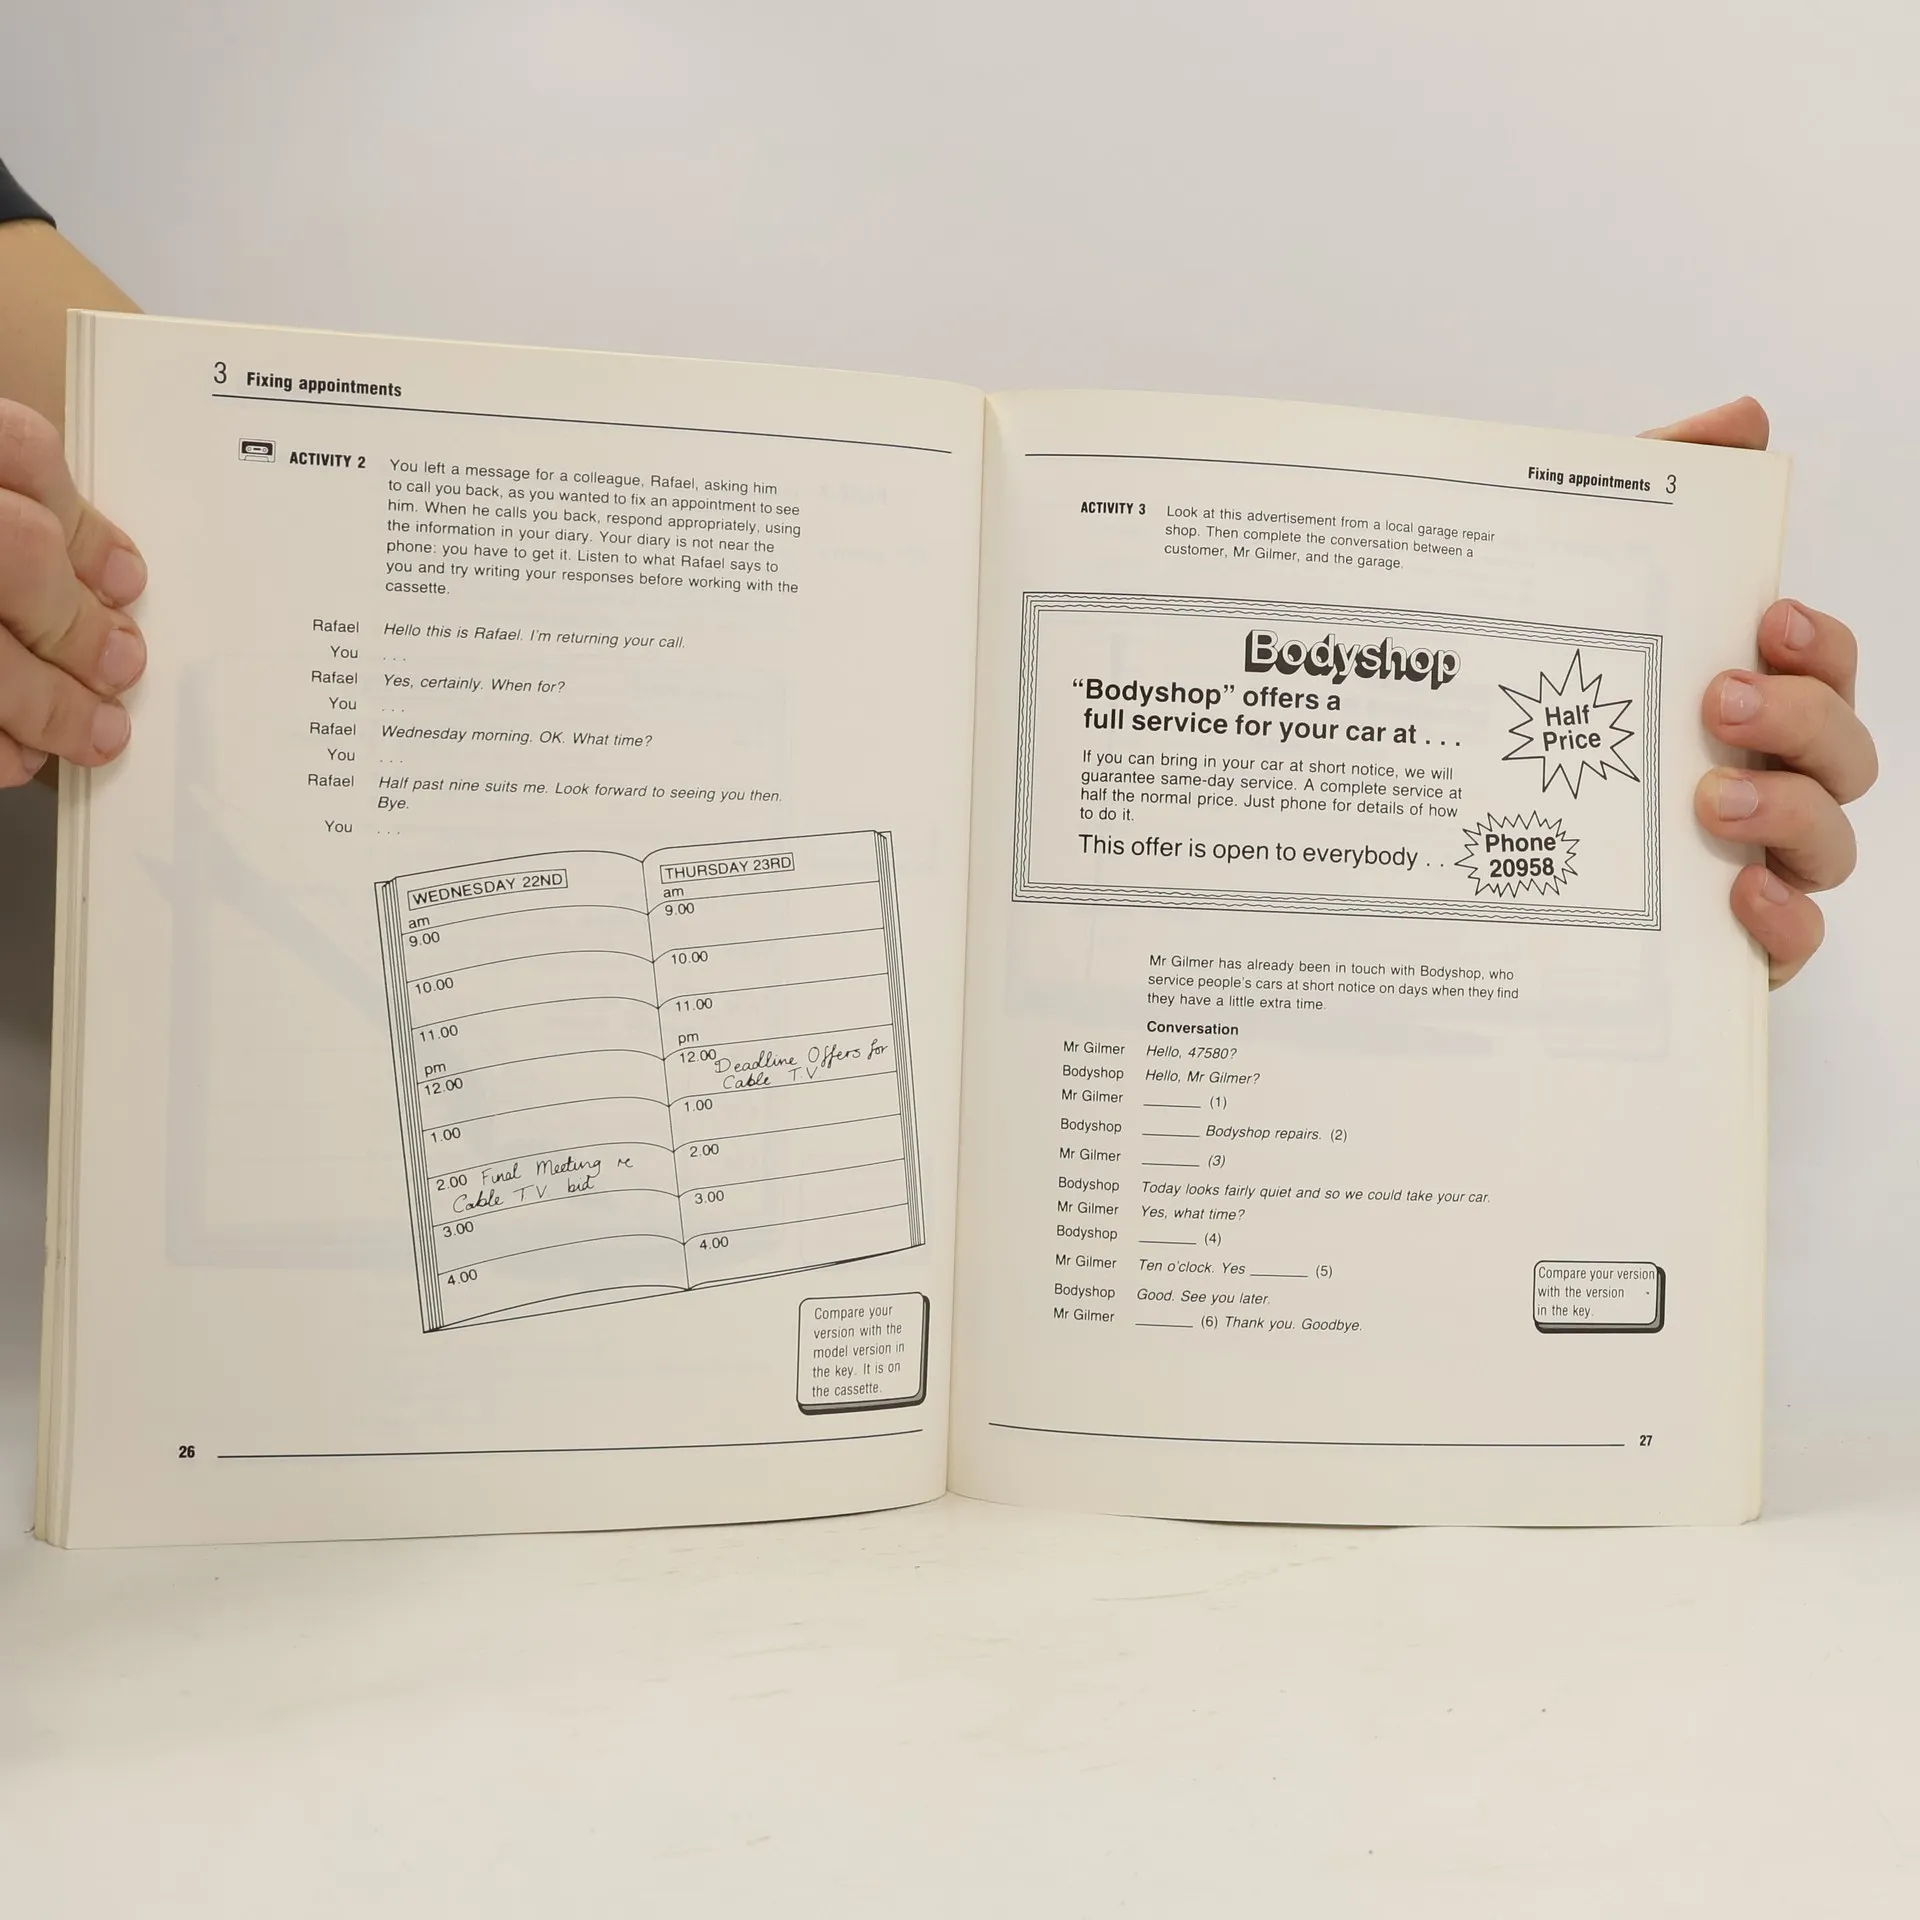 3 Fixing appointments
ACTIVITY 2 You left a message for a colleague, Rafael, asking him
to call you back, as you wanted to fix an appointment to see
him. When he calls you back, respond appropriately, using
the information in your diary. Your diary is not near the
phone: you have to get it. Listen to what Rafael says to
you and try writing your responses before working with the
cassette.
Rafael Hello this is Rafael. I'm returning your call.
You . . .
Rafael Yes, certainly. When for?
You . . .
Rafael Wednesday morning. OK. What time?
You . . .
Rafael Half past nine suits me. Look forward to seeing you then.
Bye.
You . . .
WEDNESDAY 22ND
am
9.00
10.00
11.00
pm
12.00
1.00
2.00 Final Meeting re
Cable T.V. bid
3.00
4.00
THURSDAY 23RD
am
9.00
10.00
11.00
pm
12.00 Deadline Offers for
Cable T.V
1.00
2.00
3.00
4.00
Compare your
version with the
model version in
the key. It is on
the cassette.
26
Fixing appointments 3
ACTIVITY 3 Look at this advertisement from a local garage repair
shop. Then complete the conversation between a
customer, Mr Gilmer, and the garage.
Bodyshop
“Bodyshop” offers a
full service for your car at . . .
Half
Price
If you can bring in your car at short notice, we will
guarantee same-day service. A complete service at
half the normal price. Just phone for details of how
to do it.
This offer is open to everybody . .
Phone
20958
Mr Gilmer has already been in touch with Bodyshop, who
service people's cars at short notice on days when they find
they have a little extra time.
Conversation
Mr Gilmer Hello, 47580?
Bodyshop Hello, Mr Gilmer?
Mr Gilmer ______ (1)
Bodyshop ______ Bodyshop repairs. (2)
Mr Gilmer ______ (3)
Bodyshop Today looks fairly quiet and so we could take your car.
Mr Gilmer Yes, what time?
Bodyshop ______ (4)
Mr Gilmer Ten o'clock. Yes ______ (5)
Bodyshop Good. See you later.
Mr Gilmer ______ (6) Thank you. Goodbye.
Compare your version
with the version
in the key.
27